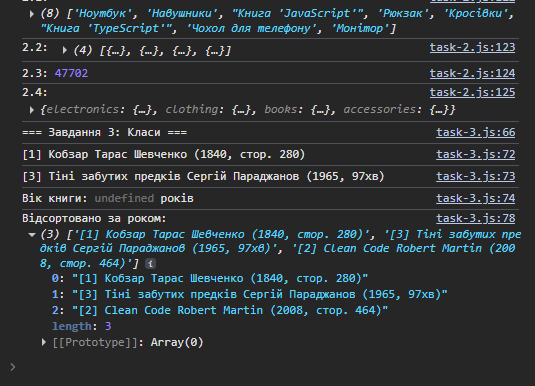 ▸ (8) ['Ноутбук', 'Навушники', "Книга 'JavaScript'", 'Рюкзак', 'Кросівки',
"Книга 'TypeScript'", 'Чохол для телефону', 'Монітор']
2.2: ▸ (4) [{…}, {…}, {…}, {…}] task-2.js:123
2.3: 47702 task-2.js:124
2.4: task-2.js:125
▸ {electronics: {…}, clothing: {…}, books: {…}, accessories: {…}}
=== Завдання 3: Класи === task-3.js:66
[1] Кобзар Тарас Шевченко (1840, стор. 280) task-3.js:72
[3] Тіні забутих предків Сергій Параджанов (1965, 97хв) task-3.js:73
Вік книги: undefined років task-3.js:74
Відсортовано за роком: task-3.js:78
▾ (3) ['[1] Кобзар Тарас Шевченко (1840, стор. 280)', '[3] Тіні забутих пре
дків Сергій Параджанов (1965, 97хв)', '[2] Clean Code Robert Martin (200
8, стор. 464)'] i
0: "[1] Кобзар Тарас Шевченко (1840, стор. 280)"
1: "[3] Тіні забутих предків Сергій Параджанов (1965, 97хв)"
2: "[2] Clean Code Robert Martin (2008, стор. 464)"
length: 3
▸ [[Prototype]]: Array(0)